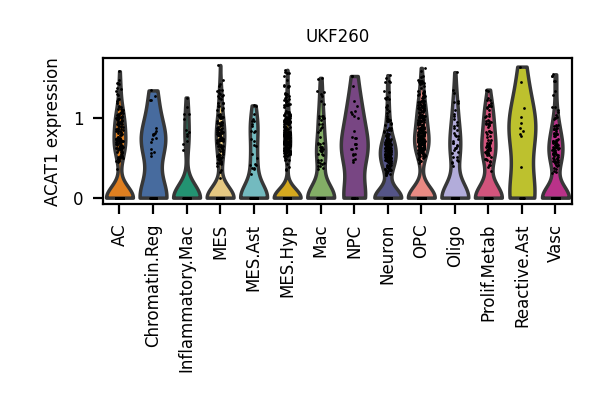 UKF260
ACAT1 expression
1
0
AC
Chromatin.Reg
Inflammatory.Mac
MES
MES.Ast
MES.Hyp
Mac
NPC
Neuron
OPC
Oligo
Prolif.Metab
Reactive.Ast
Vasc